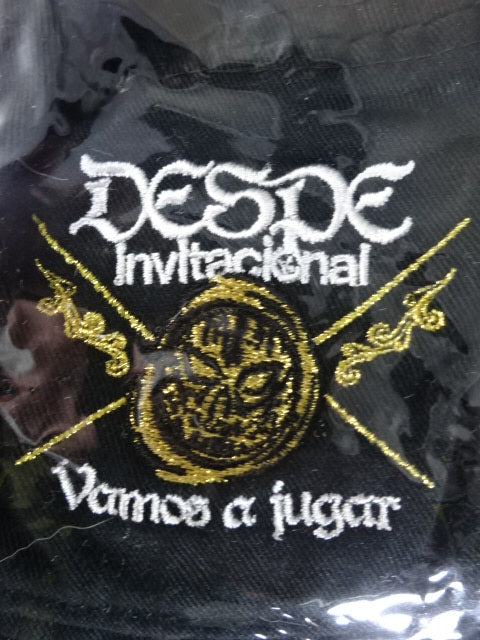 DESPE
InvItacional
Vamos a jugar